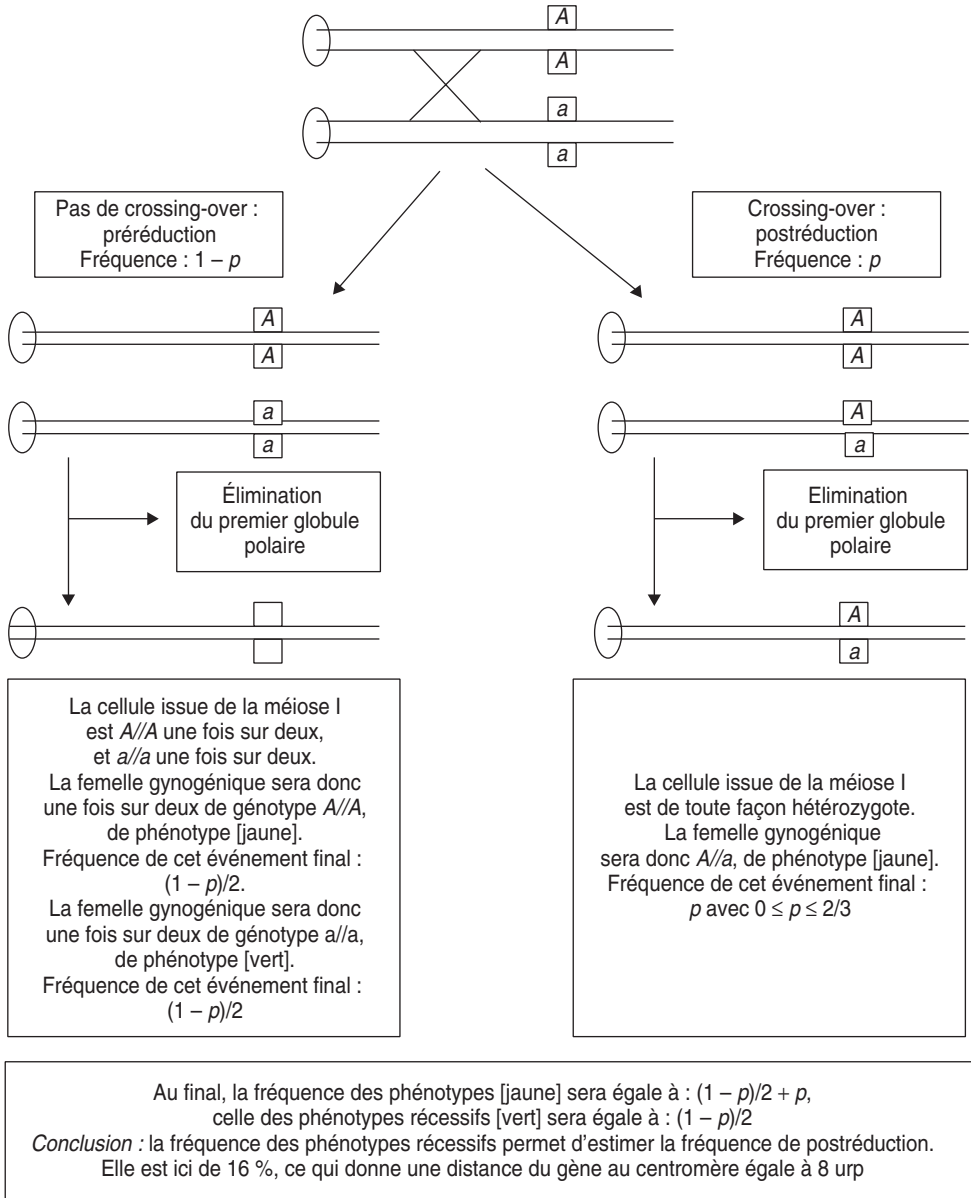 A
A
a
a
Pas de crossing-over :
préréduction
Fréquence : 1 – p
Crossing-over :
postréduction
Fréquence : p
A
A
a
a
A
A
A
a
Élimination
du premier globule
polaire
Elimination
du premier globule
polaire
A
a
La cellule issue de la méiose I
est A//A une fois sur deux,
et a//a une fois sur deux.
La femelle gynogénique sera donc
une fois sur deux de génotype A//A,
de phénotype [jaune].
Fréquence de cet événement final :
(1 – p)/2.
La femelle gynogénique sera donc
une fois sur deux de génotype a//a,
de phénotype [vert].
Fréquence de cet événement final :
(1 – p)/2
La cellule issue de la méiose I
est de toute façon hétérozygote.
La femelle gynogénique
sera donc A//a, de phénotype [jaune].
Fréquence de cet événement final :
p avec 0 ≤ p ≤ 2/3
Au final, la fréquence des phénotypes [jaune] sera égale à : (1 – p)/2 + p,
celle des phénotypes récessifs [vert] sera égale à : (1 – p)/2
Conclusion : la fréquence des phénotypes récessifs permet d'estimer la fréquence de postréduction.
Elle est ici de 16 %, ce qui donne une distance du gène au centromère égale à 8 urp